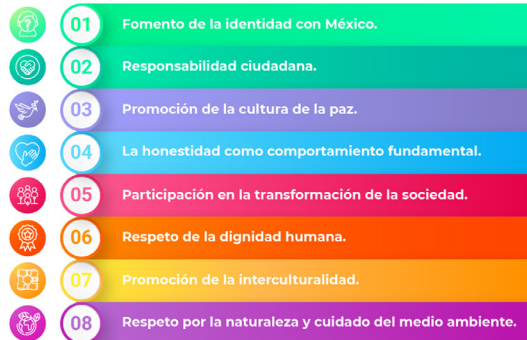 01 Fomento de la identidad con México.
02 Responsabilidad ciudadana.
03 Promoción de la cultura de la paz.
04 La honestidad como comportamiento fundamental.
05 Participación en la transformación de la sociedad.
06 Respeto de la dignidad humana.
07 Promoción de la interculturalidad.
08 Respeto por la naturaleza y cuidado del medio ambiente.